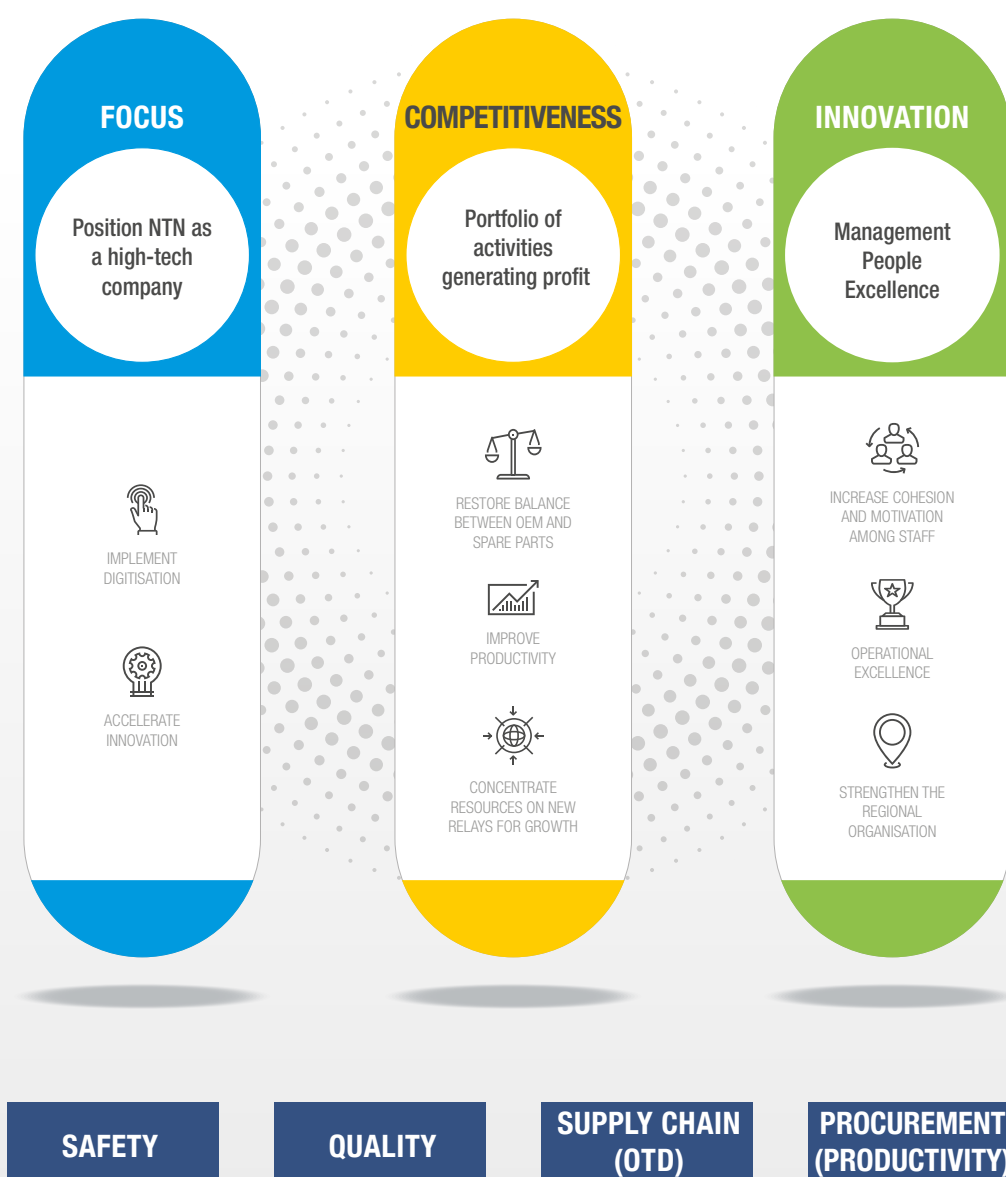 FOCUS
Position NTN as
a high-tech
company
IMPLEMENT
DIGITISATION
ACCELERATE
INNOVATION
COMPETITIVENESS
Portfolio of
activities
generating profit
RESTORE BALANCE
BETWEEN OEM AND
SPARE PARTS
IMPROVE
PRODUCTIVITY
CONCENTRATE
RESOURCES ON NEW
RELAYS FOR GROWTH
INNOVATION
Management
People
Excellence
INCREASE COHESION
AND MOTIVATION
AMONG STAFF
OPERATIONAL
EXCELLENCE
STRENGTHEN THE
REGIONAL
ORGANISATION
SAFETY
QUALITY
SUPPLY CHAIN
(OTD)
PROCUREMENT
(PRODUCTIVITY)